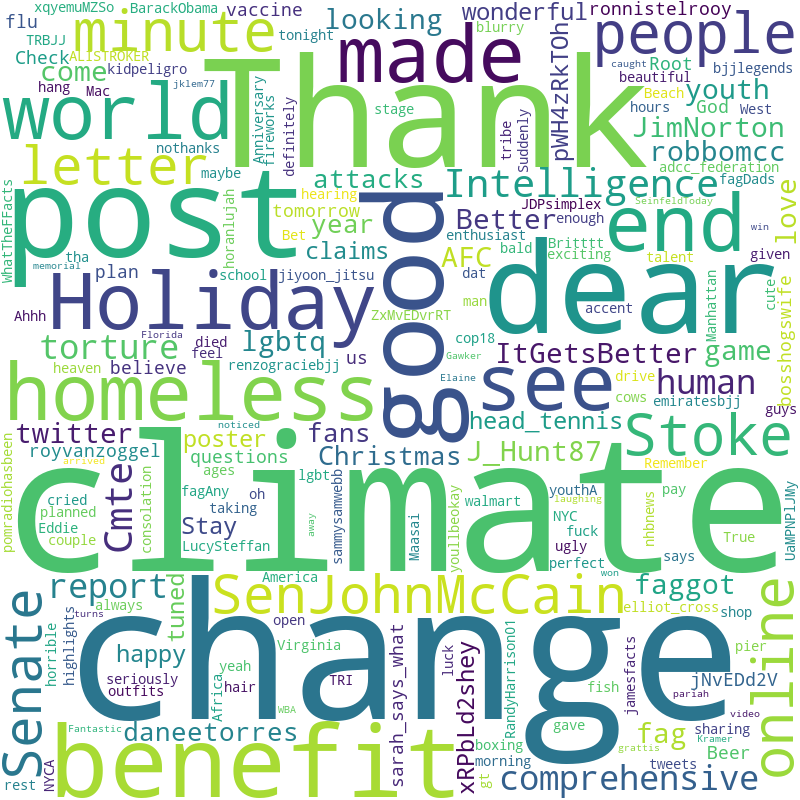 xqyemuMZSo BarackObama vaccine looking wonderful ronnistelrooy
flu minute tonight blurry people
TRBJJ made caught
Check ALISTROKER Thank Root bjjlegends
come kidpeligro beautiful
hang Mac jklem77 hours youth
world Anniversary fireworks definitely stage pWH4zRkTOh Beach God West
nothanks tribe suddenly JimNorton
letter maybe robbomcc
post attacks Intelligence adcc_federation
hearing good JDPsimplex fagDads
WhatTheFFacts tomorrow Better enough end SeinfeldToday love
horanlujah Bet year enthusiast bald Brittttt talent win
tha claims AFC exciting given
plan school jiyoon_jitsu dat dear Manhattan cute
memorial Holiday man
Ahhh ZxMvEDvrRT accent bosshogswife
Florida died us cop18
torture feel lgbtq Gawker ItGetsBetter game
heaven believe renzograciebjj Elaine see drive human
homeless cows emiratesbjj guys
noticed fans head_tennis
twitter poster Stoke
royvanzoggel questions Christmas J_Hunt87
pomradiohasbeen arrived ages lgbt Remember
cried Cmte consolation fagAny oh sammysamwebb walmart youthA laughing pay
planned taking youllbeokay NYC nhbnews UaMPNPlJMy
Eddie Stay away Maasai fuck says True
couple LucySteffan ugly
climate perfect
America won
report SenJohnMcCain faggot
Senate always tuned elliot_cross shop online
turns open
horrible highlights happy Virginia sarah_says_what luck xRPbLd2shey RandyHarrison01 jamesfacts pier
seriously yeah change fish jNvEDd2V
outfits Africa hair TRI pariah
WBA gave sharing video
Fantastic daneetorres boxing fag Kramer
benefit morning grattis Beer
rest NYCA gt comprehensive tweets